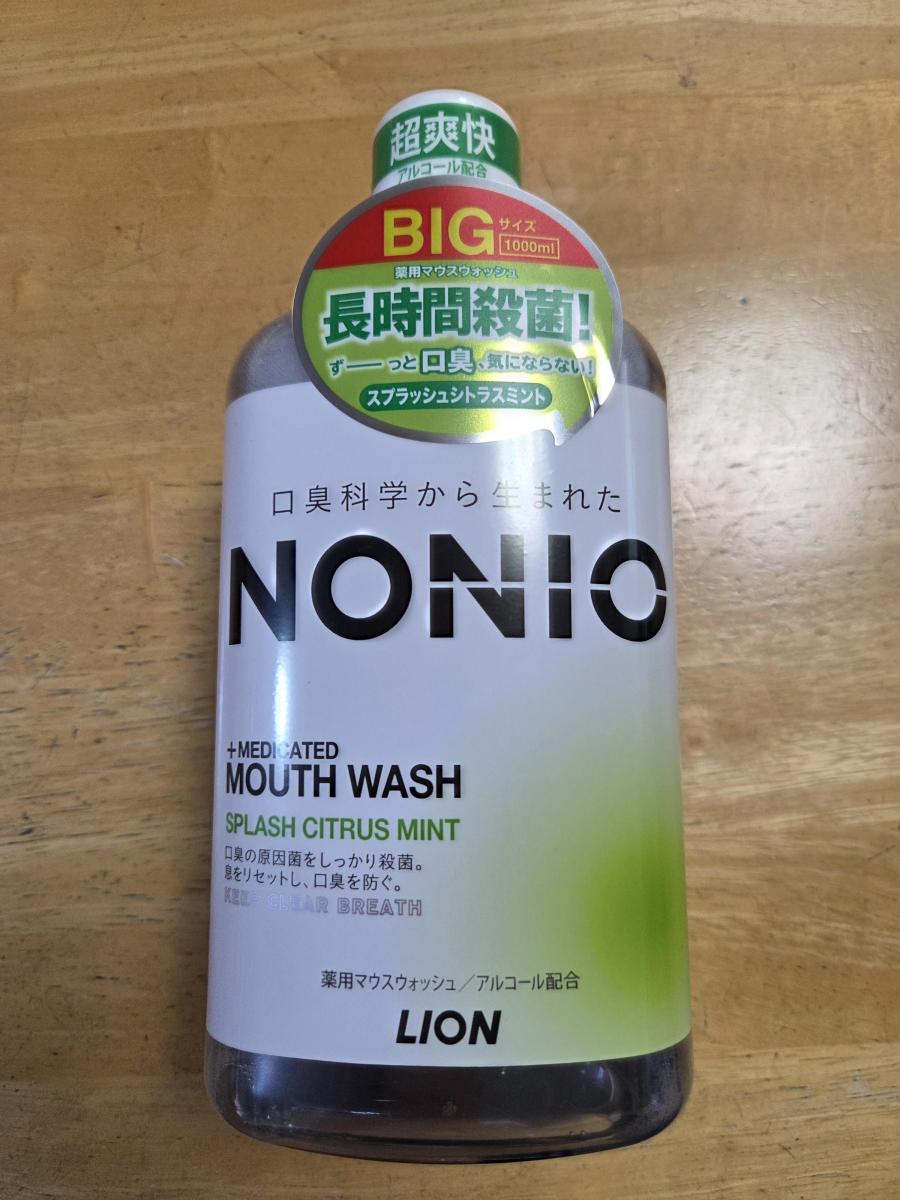 超爽快
アルコール配合
BIG サイズ 1000ml
薬用マウスウォッシュ
長時間殺菌!
ず━━っと口臭、気にならない!
スプラッシュシトラスミント
口臭科学から生まれた
NONIO
+MEDICATED
MOUTH WASH
SPLASH CITRUS MINT
口臭の原因菌をしっかり殺菌。
息をリセットし、口臭を防ぐ。
KEEP CLEAR BREATH
薬用マウスウォッシュ/アルコール配合
LION